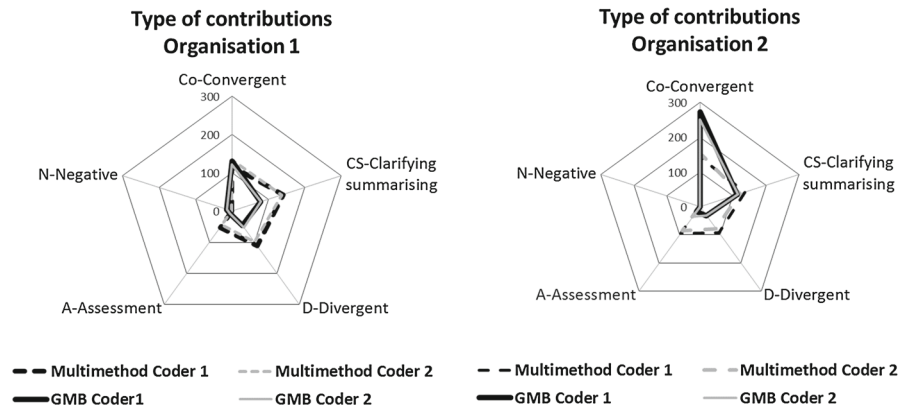 Type of contributions
Organisation 1
Co-Convergent
300
200
100
0
CS-Clarifying
summarising
D-Divergent
A-Assessment
N-Negative
Multimethod Coder 1
Multimethod Coder 2
GMB Coder1
GMB Coder 2
Type of contributions
Organisation 2
Co-Convergent
300
200
100
0
CS-Clarifying
summarising
D-Divergent
A-Assessment
N-Negative
Multimethod Coder 1
Multimethod Coder 2
GMB Coder 1
GMB Coder 2